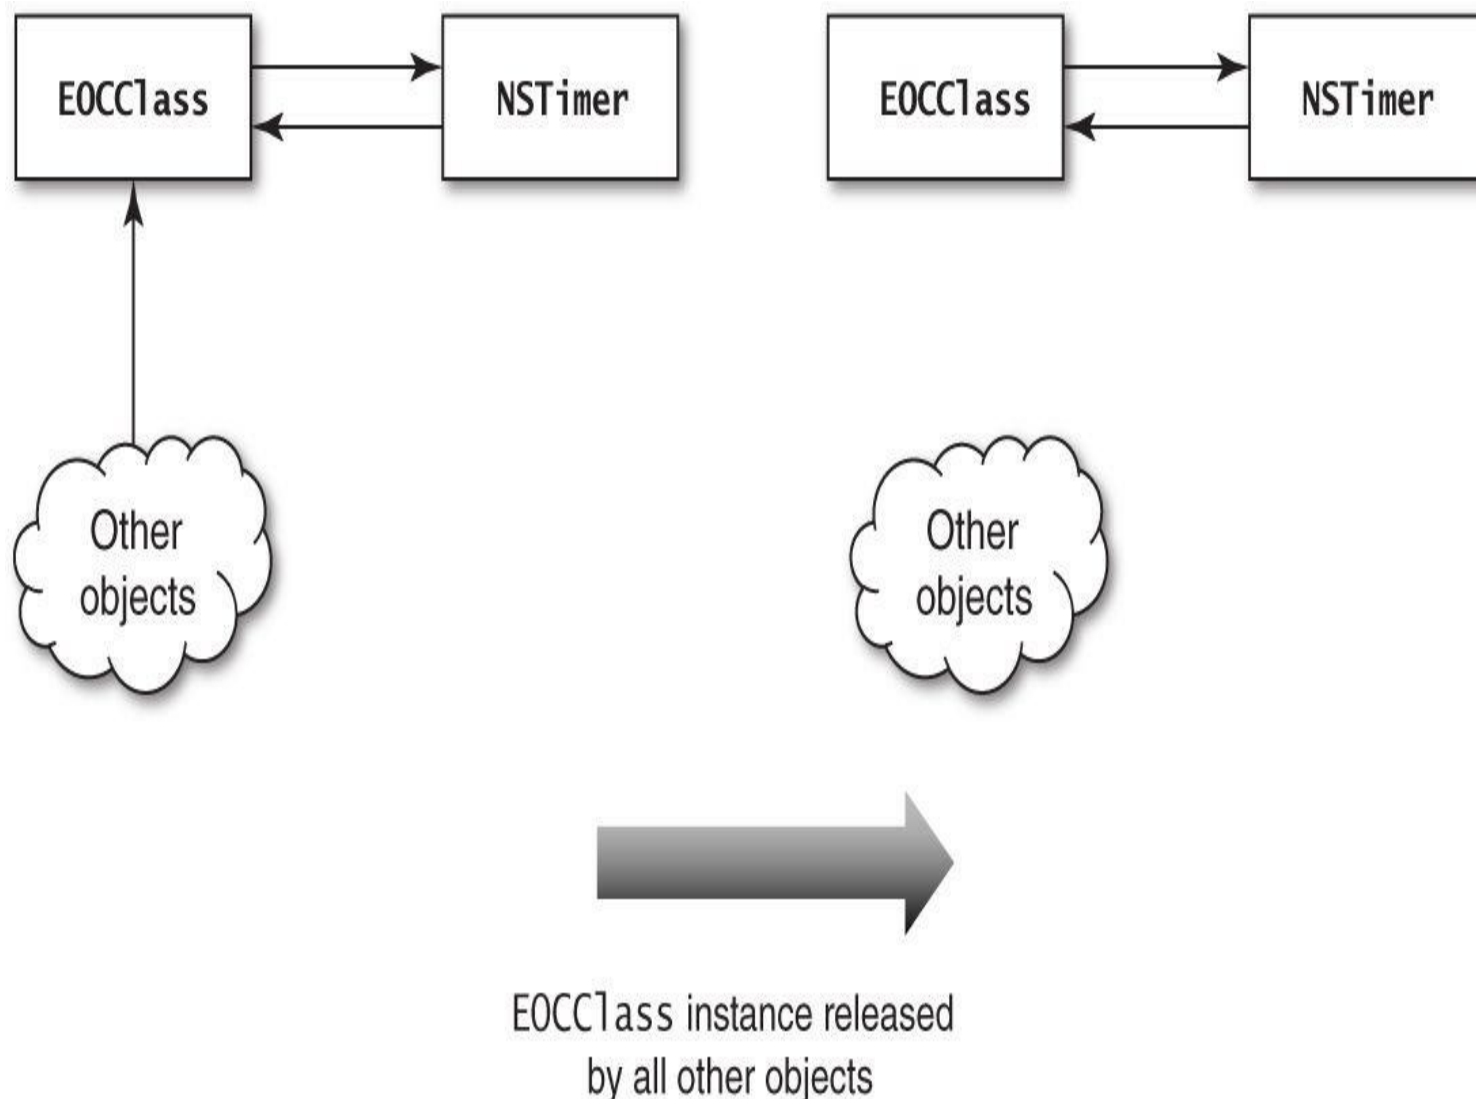 EOCClass
NSTimer
EOCClass
NSTimer
Other
objects
Other
objects
EOCClass instance released
by all other objects